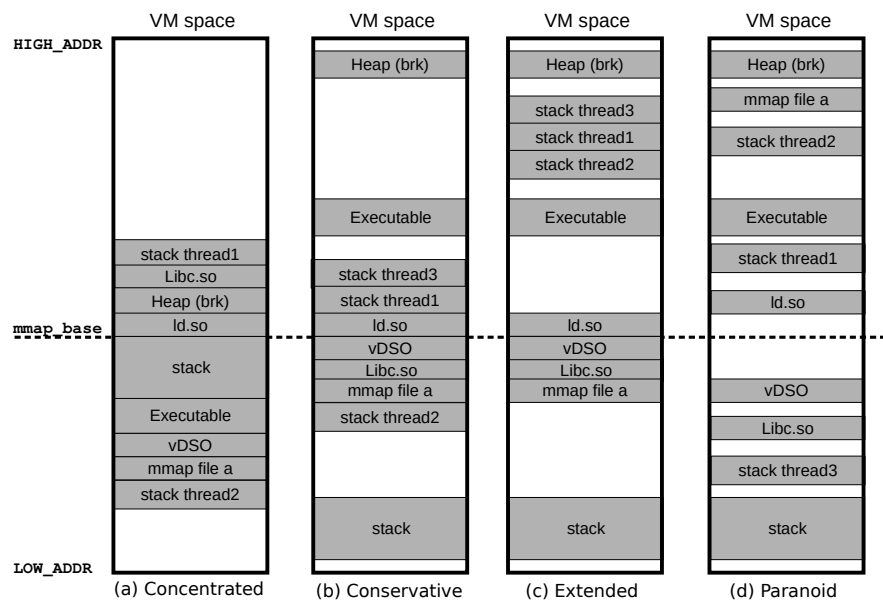 VM space
VM space
VM space
VM space
HIGH_ADDR
mmap_base
LOW_ADDR
stack thread1
Libc.so
Heap (brk)
ld.so
stack
Executable
vDSO
mmap file a
stack thread2
(a) Concentrated
Heap (brk)
Executable
stack thread3
stack thread1
ld.so
vDSO
Libc.so
mmap file a
stack thread2
stack
(b) Conservative
Heap (brk)
stack thread3
stack thread1
stack thread2
Executable
ld.so
vDSO
Libc.so
mmap file a
stack
(c) Extended
Heap (brk)
mmap file a
stack thread2
Executable
stack thread1
ld.so
vDSO
Libc.so
stack thread3
stack
(d) Paranoid